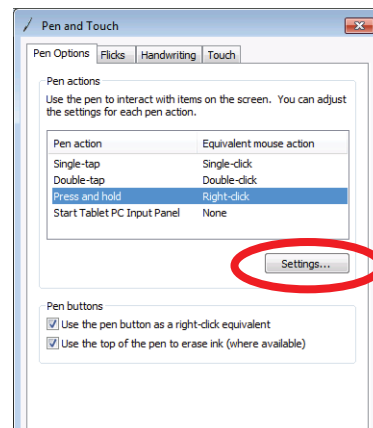 Pen and Touch
Pen Options Flicks Handwriting Touch
Pen actions
Use the pen to interact with items on the screen. You can adjust
the settings for each pen action.
Pen action Equivalent mouse action
Single-tap Single-click
Double-tap Double-click
Press and hold Right-click
Start Tablet PC Input Panel None
Settings...
Pen buttons
Use the pen button as a right-click equivalent
Use the top of the pen to erase ink (where available)